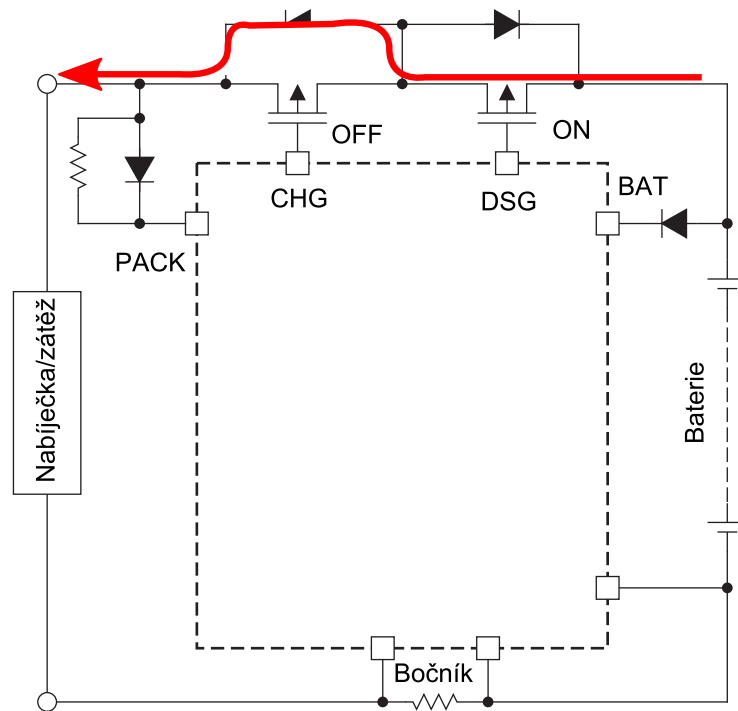 OFF
ON
CHG
DSG
BAT
PACK
Nabíječka/zátěž
Baterie
Bočník